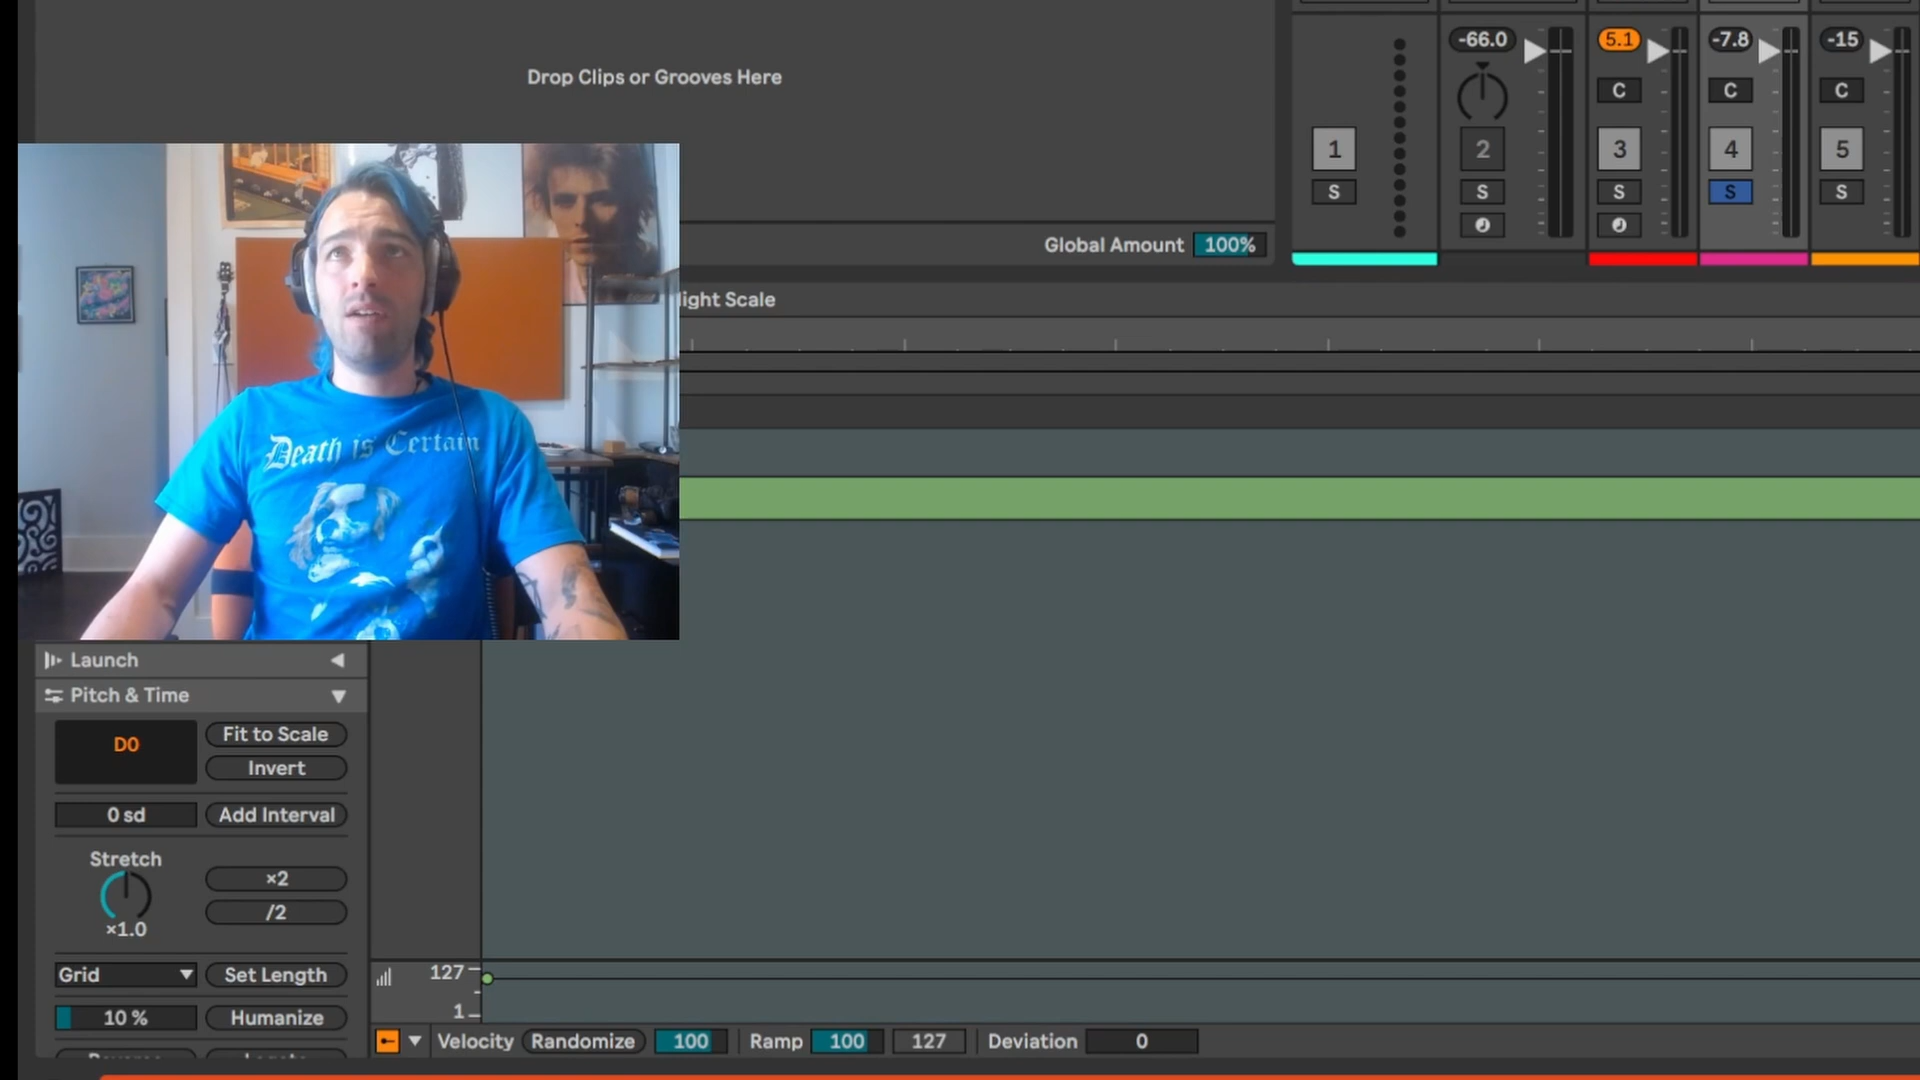 -66.0 5.1 -7.8 -15
Drop Clips or Grooves Here
C C C
1 2 3 4 5
S S S S S
Global Amount 100%
ight Scale
Death is Certain
Launch
Pitch & Time
D0 Fit to Scale
Invert
0 sd Add Interval
Stretch
×2
/2
×1.0
Grid Set Length
127
10 % Humanize
1
Velocity Randomize 100 Ramp 100 127 Deviation 0